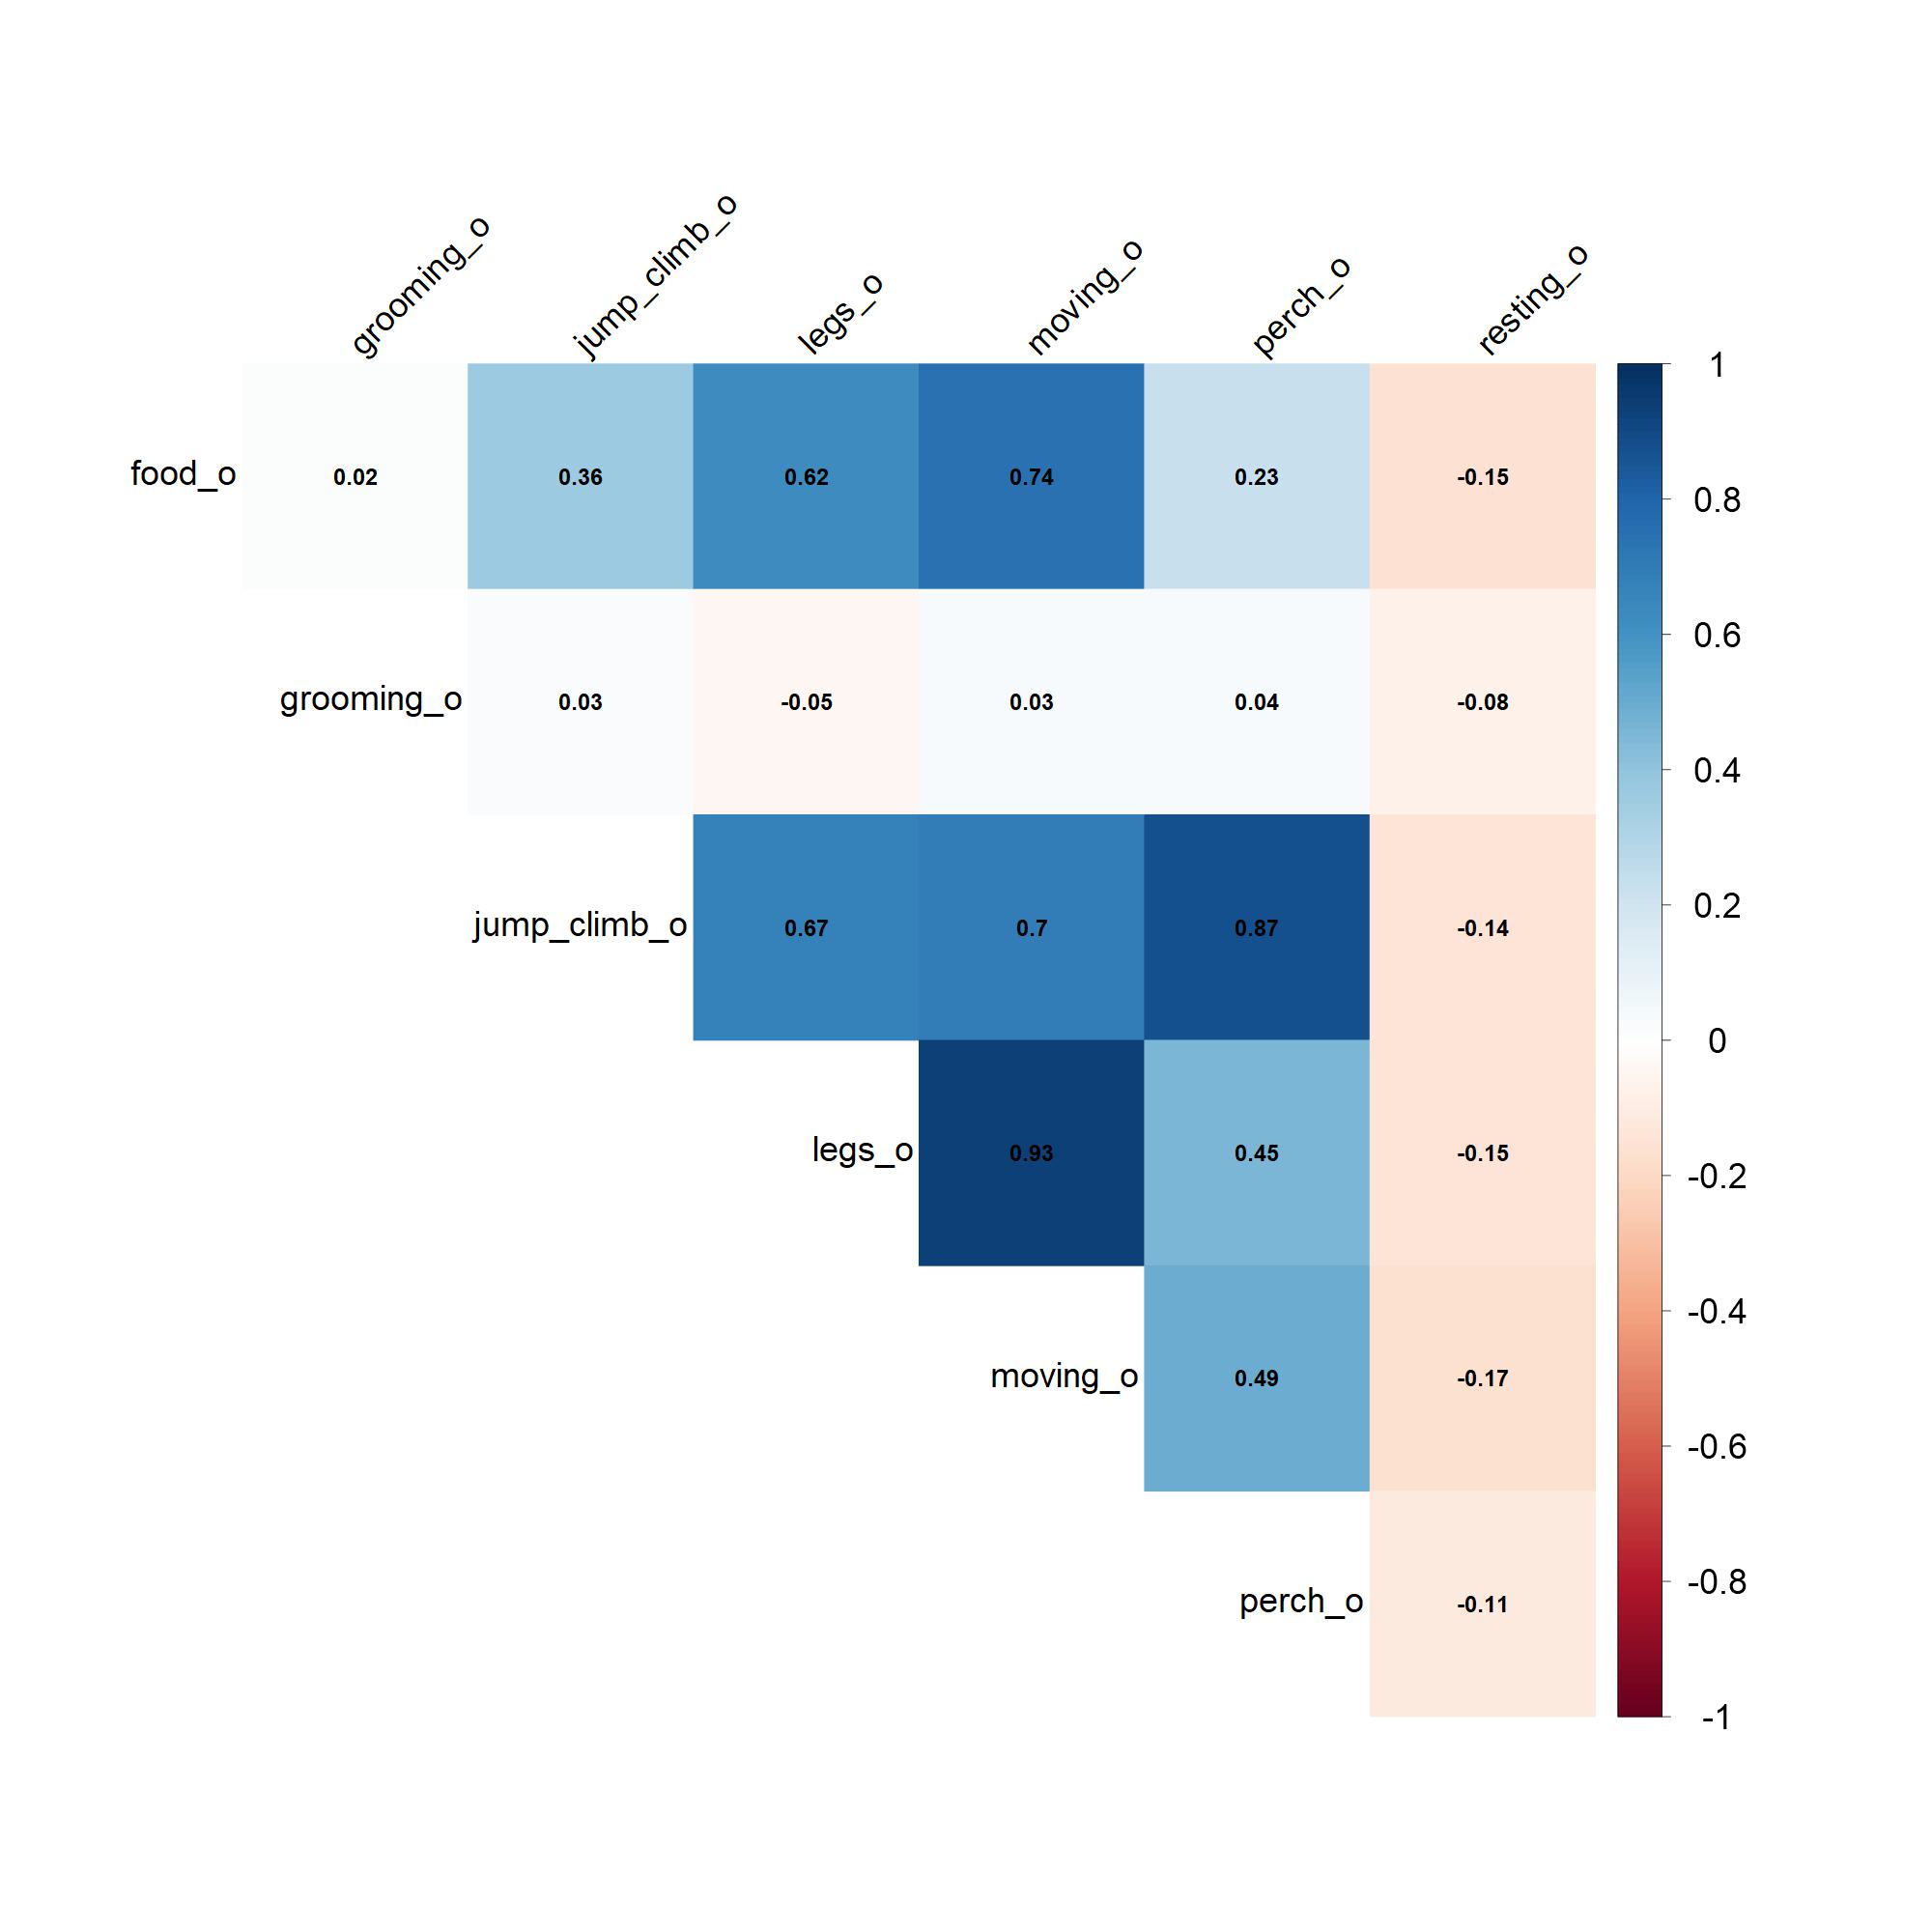 grooming_o jump_climb_o legs_o moving_o perch_o resting_o
food_o 0.02 0.36 0.62 0.74 0.23 -0.15
grooming_o 0.03 -0.05 0.03 0.04 -0.08
jump_climb_o 0.67 0.7 0.87 -0.14
legs_o 0.93 0.45 -0.15
moving_o 0.49 -0.17
perch_o -0.11
1
0.8
0.6
0.4
0.2
0
-0.2
-0.4
-0.6
-0.8
-1